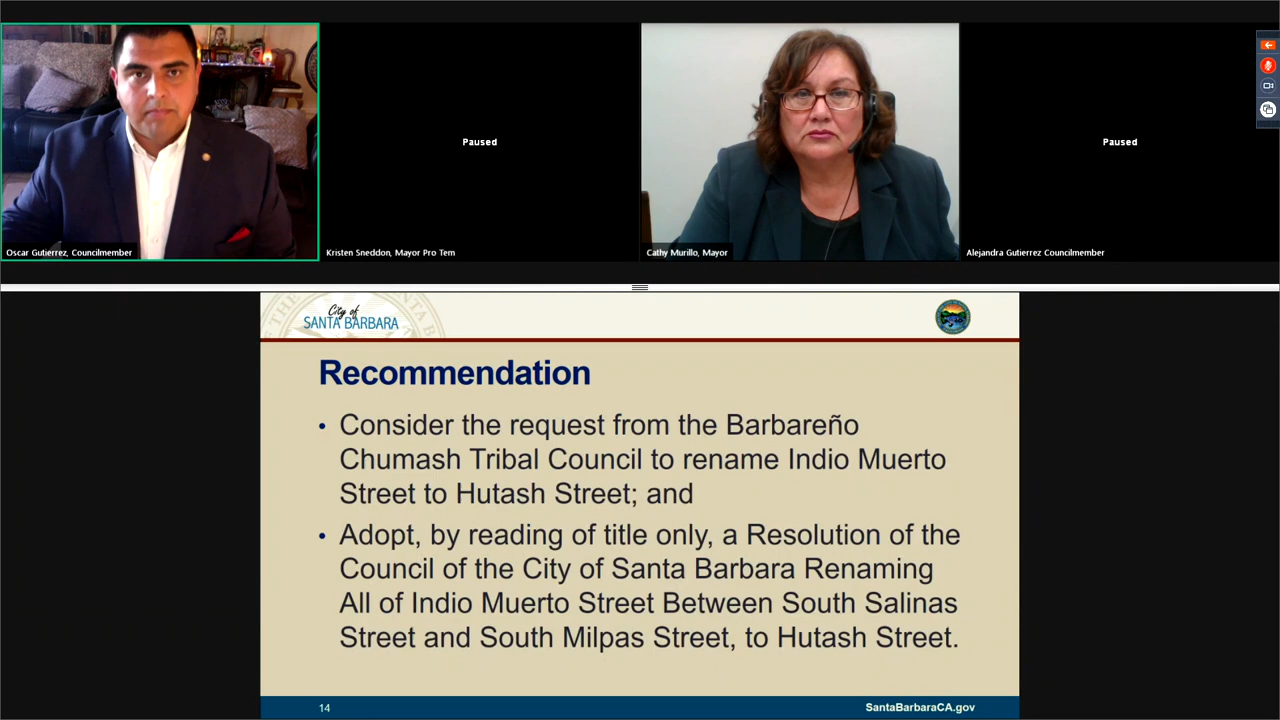 Paused
Paused
Oscar Gutierrez, Councilmember
Kristen Sneddon, Mayor Pro Tem
Cathy Murillo, Mayor
Alejandra Gutierrez Councilmember
City of
SANTA BARBARA
Recommendation
• Consider the request from the Barbareño
Chumash Tribal Council to rename Indio Muerto
Street to Hutash Street; and
• Adopt, by reading of title only, a Resolution of the
Council of the City of Santa Barbara Renaming
All of Indio Muerto Street Between South Salinas
Street and South Milpas Street, to Hutash Street.
14
SantaBarbaraCA.gov